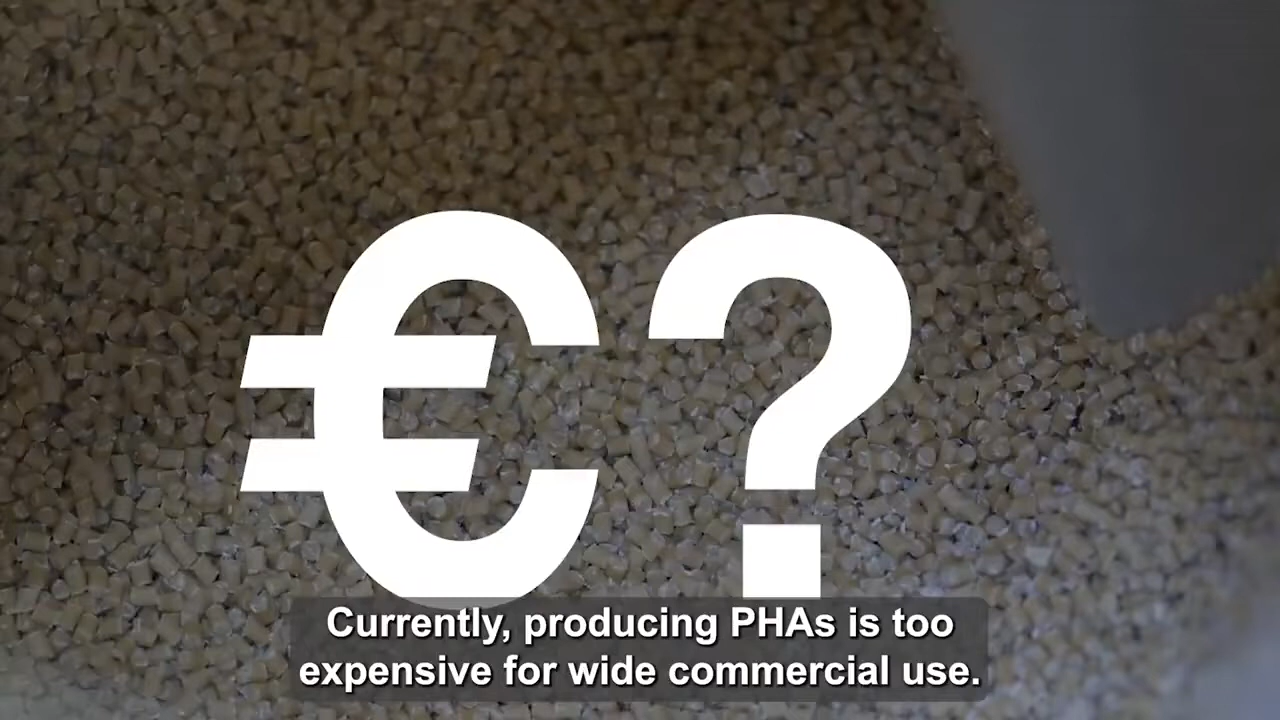 €?
Currently, producing PHAs is too
expensive for wide commercial use.